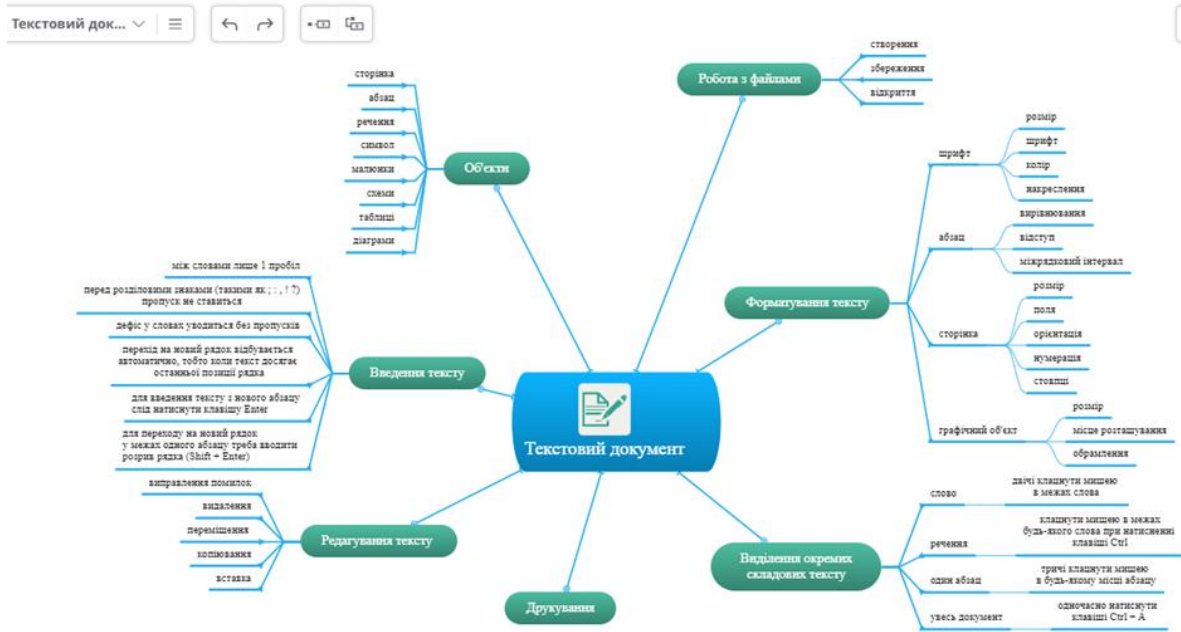 Текстовий док...
створення
збереження
відкриття
Робота з файлами
сторінка
абзац
речення
символ
малюнки
схеми
таблиці
діаграми
Об'єкти
розмір
шрифт
колір
накреслення
шрифт
вирівнювання
відступ
міжрядковий інтервал
абзац
розмір
поля
орієнтація
нумерація
стовпці
сторінка
розмір
місце розташування
обрамлення
графічний об'єкт
Форматування тексту
між словами лише 1 пробіл
перед розділовими знаками (такими як ; : , ! ?)
пропуск не ставиться
дефіс у словах уводиться без пропусків
перехід на новий рядок відбувається
автоматично, тобто коли текст досягає
останньої позиції рядка
для введення тексту з нового абзацу
слід натиснути клавішу Enter
для переходу на новий рядок
у межах одного абзацу треба вводити
розрив рядка (Shift + Enter)
Введення тексту
Текстовий документ
виправлення помилок
видалення
переміщення
копіювання
вставка
Редагування тексту
Друкування
Виділення окремих
складових тексту
слово
двічі клацнути мишею
в межах слова
речення
клацнути мишею в межах
будь-якого слова при натисненні
клавіші Ctrl
один абзац
тричі клацнути мишею
в будь-якому місці абзацу
увесь документ
одночасно натиснути
клавіші Ctrl + A